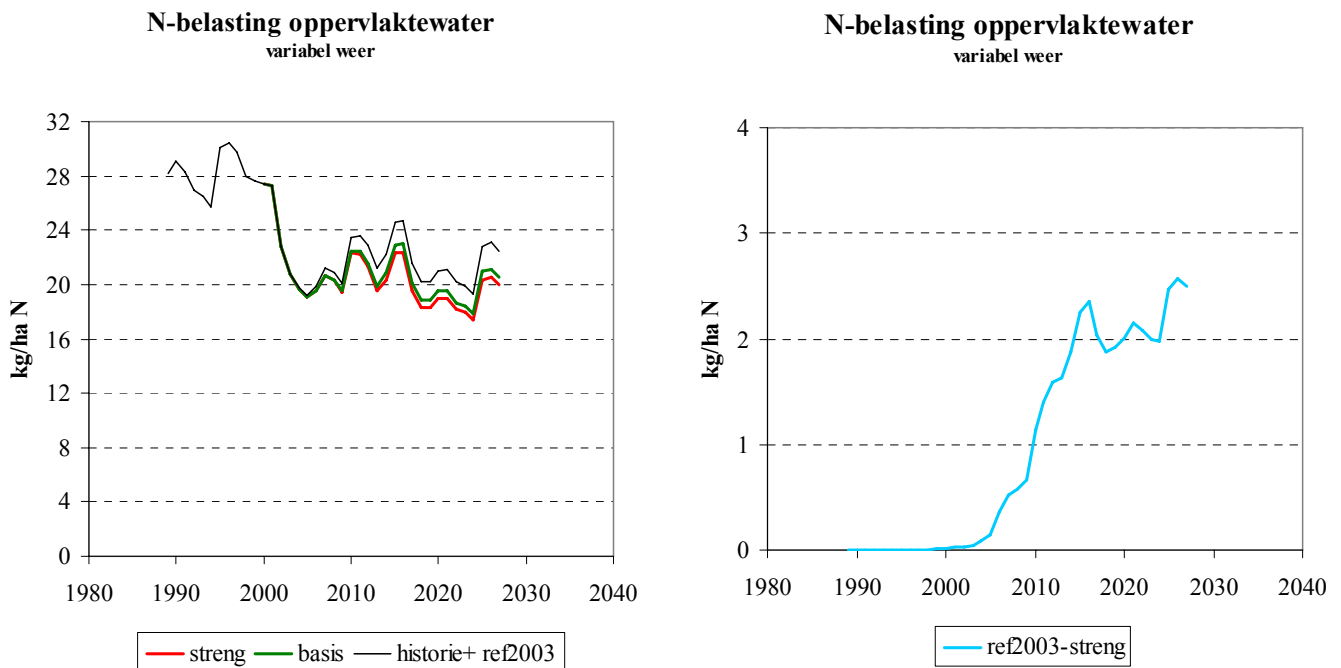 N-belasting oppervlaktewater
variabel weer
kg/ha N
32
28
24
20
16
12
8
4
0
1980 1990 2000 2010 2020 2030 2040
streng basis historie+ ref2003
N-belasting oppervlaktewater
variabel weer
kg/ha N
4
3
2
1
0
1980 1990 2000 2010 2020 2030 2040
ref2003-streng